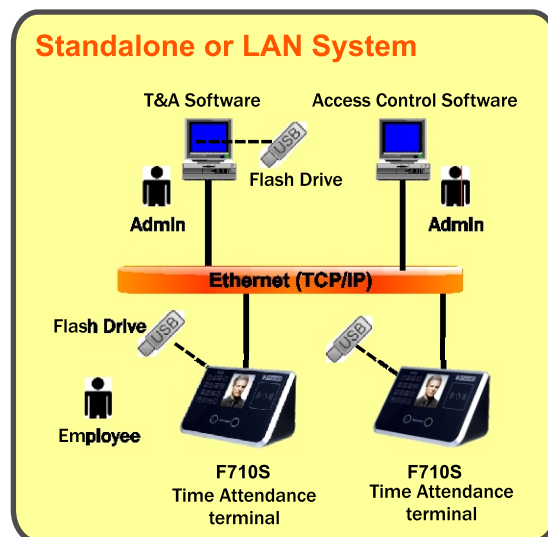 Standalone or LAN System
T&A Software
Access Control Software
USB
Flash Drive
Admin
Admin
Ethernet (TCP/IP)
Flash Drive
USB
USB
Employee
F710S
Time Attendance
terminal
F710S
Time Attendance
terminal